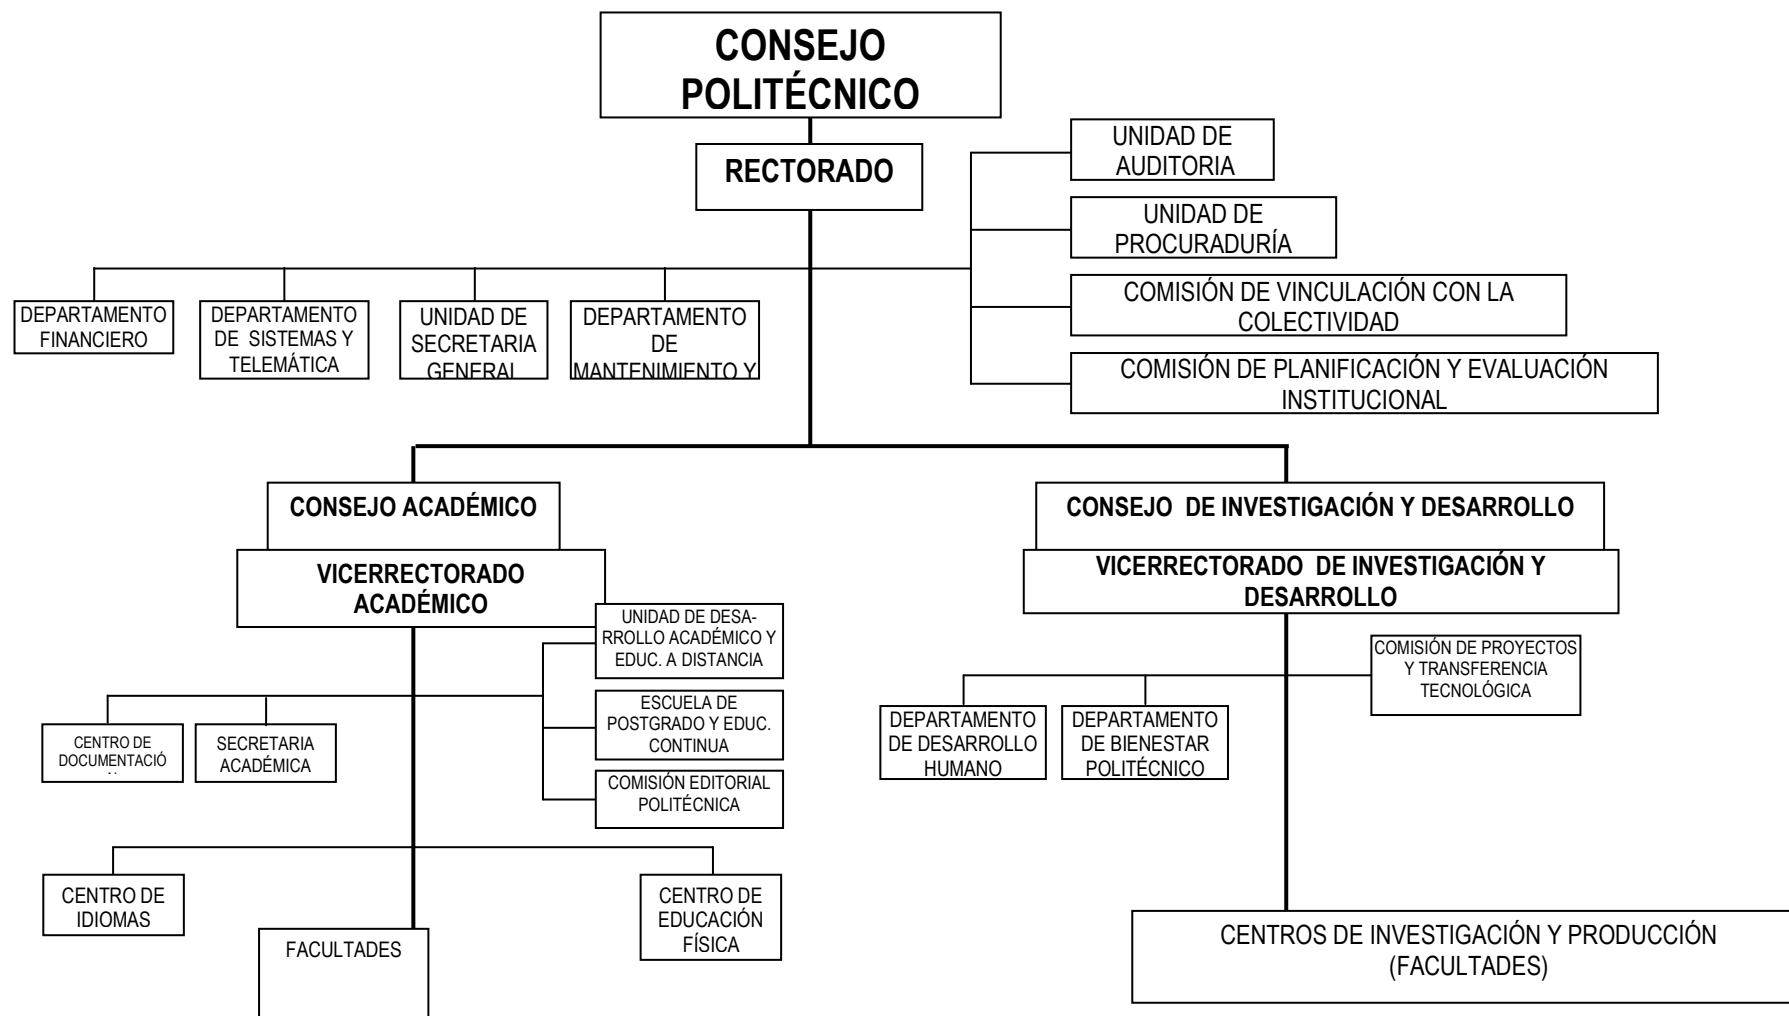 CONSEJO
POLITÉCNICO
RECTORADO
UNIDAD DE
AUDITORIA
UNIDAD DE
PROCURADURÍA
COMISIÓN DE VINCULACIÓN CON LA
COLECTIVIDAD
COMISIÓN DE PLANIFICACIÓN Y EVALUACIÓN
INSTITUCIONAL
DEPARTAMENTO
FINANCIERO
DEPARTAMENTO
DE SISTEMAS Y
TELEMÁTICA
UNIDAD DE
SECRETARIA
GENERAL
DEPARTAMENTO
DE
MANTENIMIENTO Y
CONSEJO ACADÉMICO
VICERRECTORADO
ACADÉMICO
UNIDAD DE DESA-
RROLLO ACADÉMICO Y
EDUC. A DISTANCIA
ESCUELA DE
POSTGRADO Y EDUC.
CONTINUA
COMISIÓN EDITORIAL
POLITÉCNICA
CENTRO DE
DOCUMENTACIÓ
SECRETARIA
ACADÉMICA
CENTRO DE
IDIOMAS
CENTRO DE
EDUCACIÓN
FÍSICA
FACULTADES
CONSEJO DE INVESTIGACIÓN Y DESARROLLO
VICERRECTORADO DE INVESTIGACIÓN Y
DESARROLLO
COMISIÓN DE PROYECTOS
Y TRANSFERENCIA
TECNOLÓGICA
DEPARTAMENTO
DE DESARROLLO
HUMANO
DEPARTAMENTO
DE BIENESTAR
POLITÉCNICO
CENTROS DE INVESTIGACIÓN Y PRODUCCIÓN
(FACULTADES)